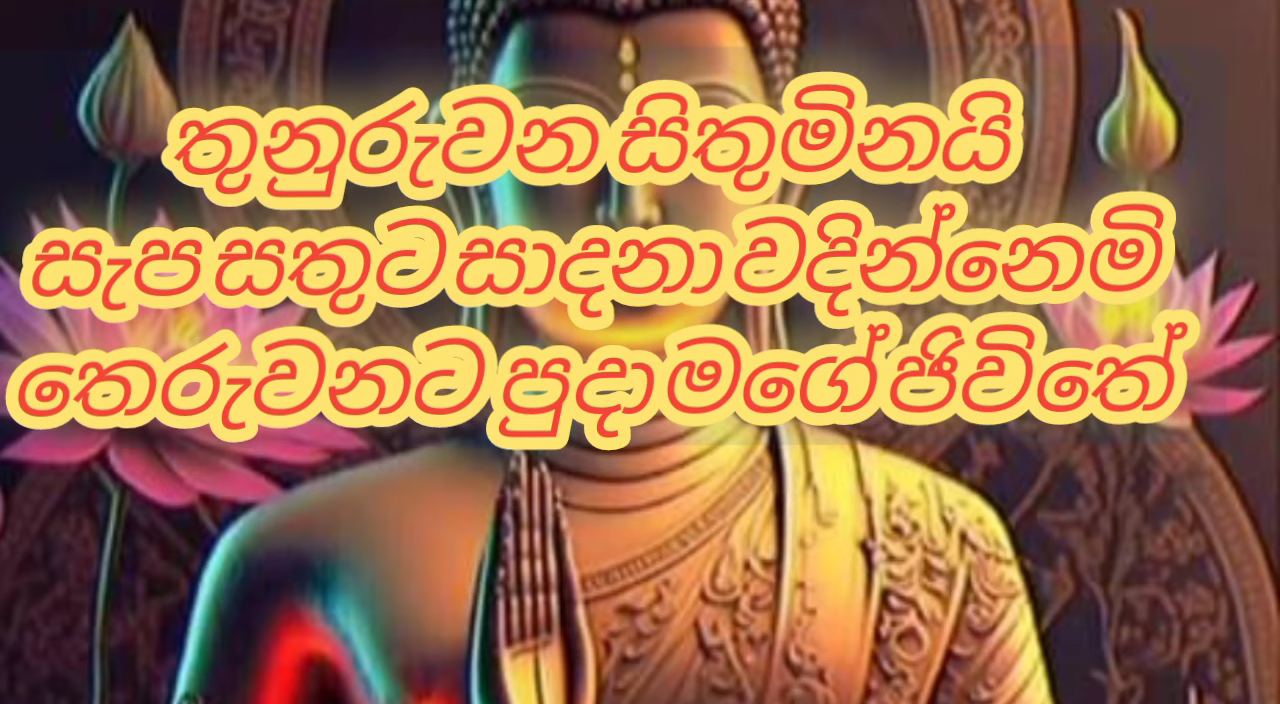 තුනුරුවන සිතුමිනයි
සැප සතුට සාදනා වදින්නෙමි
තෙරුවනට පුදා මගේ ජිවිතේ